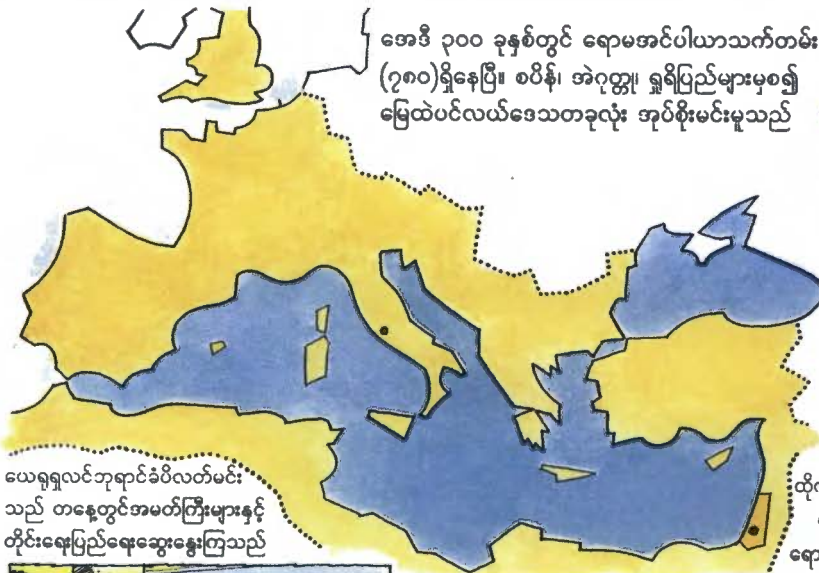 အေဒီ ၃၀၀ ခုနှစ်တွင် ရောမအင်ပါယာသက်တမ်း
(၇၈၀)ရှိနေပြီ။ စပိန်၊ အဲဂုတ္တု၊ ရှုရိပြည်များမှစ၍
မြေထဲပင်လယ်ဒေသတခုလုံး အုပ်စိုးမင်းမူသည်
ယေရုရှလင်ဘုရင်ခံပိလတ်မင်း
သည် တနေ့တွင်အမတ်ကြီးများနှင့်
တိုင်းရေးပြည်ရေးဆွေးနွေးကြသည်